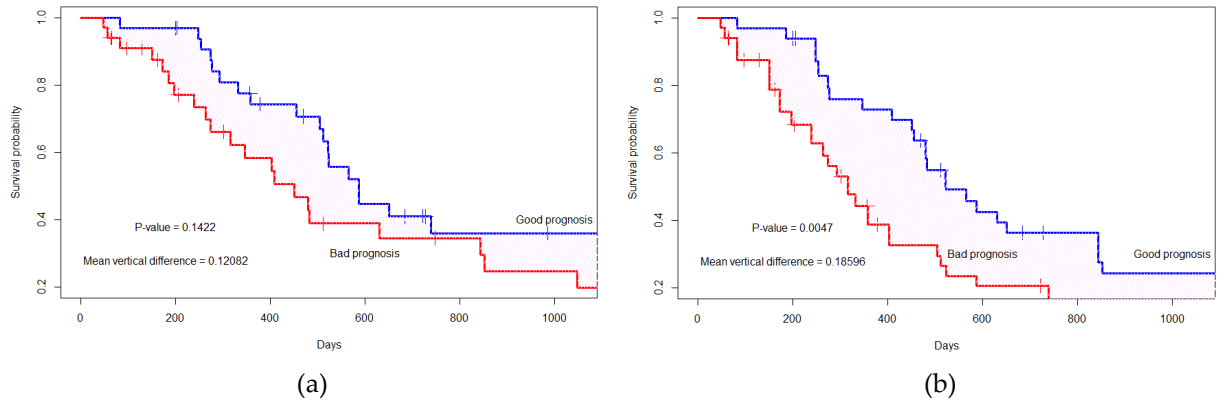 1.0
0.8
0.6
0.4
0.2
Survival probability
P-value = 0.1422
Mean vertical difference = 0.12082
Good prognosis
Bad prognosis
0 200 400 600 800 1000
Days
(a)
1.0
0.8
0.6
0.4
0.2
Survival probability
P-value = 0.0047
Mean vertical difference = 0.18596
Bad prognosis
Good prognosis
0 200 400 600 800 1000
Days
(b)